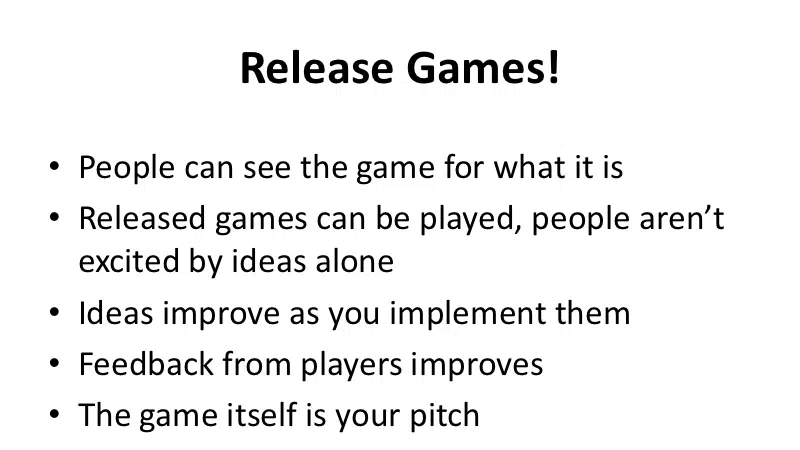 Release Games!
• People can see the game for what it is
• Released games can be played, people aren’t
excited by ideas alone
• Ideas improve as you implement them
• Feedback from players improves
• The game itself is your pitch